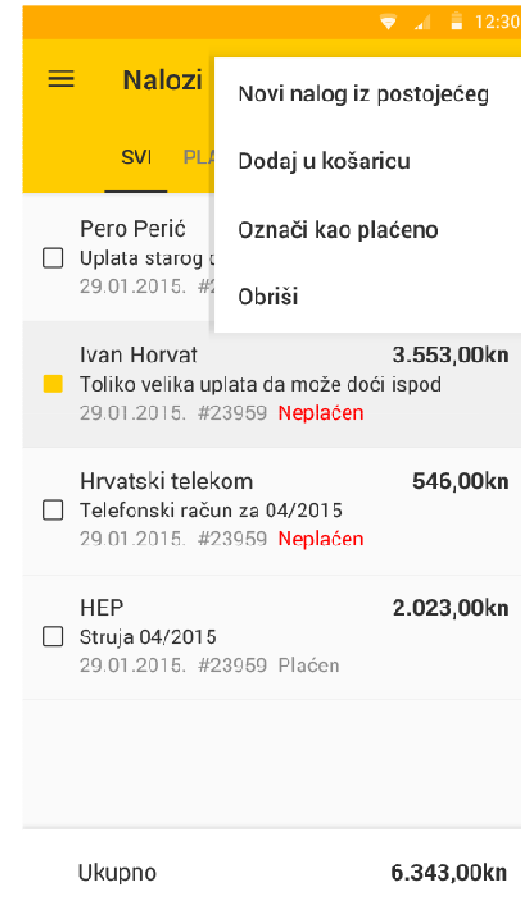 12:30
Nalozi
Novi nalog iz postojećeg
SVI
Dodaj u košaricu
Pero Perić
Označi kao plaćeno
Uplata starog
29.01.2015.
Obriši
Ivan Horvat 3.553,00kn
Toliko velika uplata da može doći ispod
29.01.2015. #23959 Neplaćen
Hrvatski telekom 546,00kn
Telefonski račun za 04/2015
29.01.2015. #23959 Neplaćen
HEP 2.023,00kn
Struja 04/2015
29.01.2015. #23959 Plaćen
Ukupno 6.343,00kn